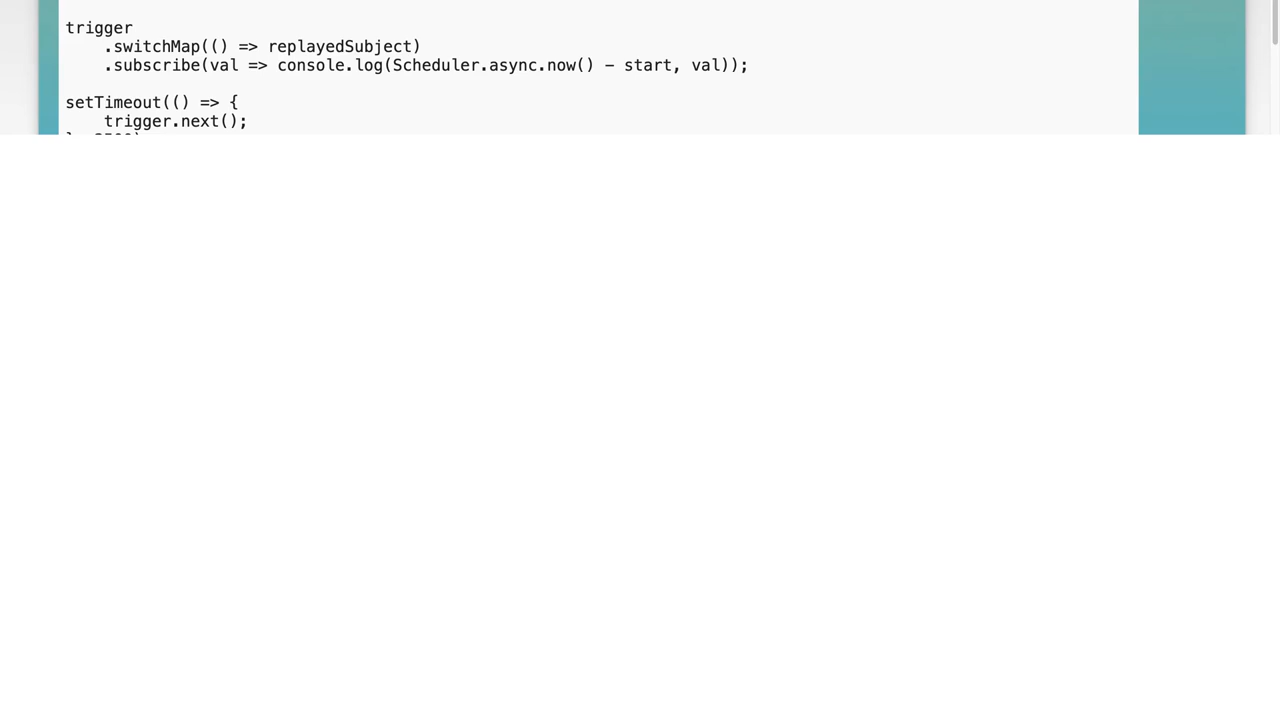 trigger
.switchMap(() => replayedSubject)
.subscribe(val => console.log(Scheduler.async.now() - start, val));
setTimeout(() => {
trigger.next();